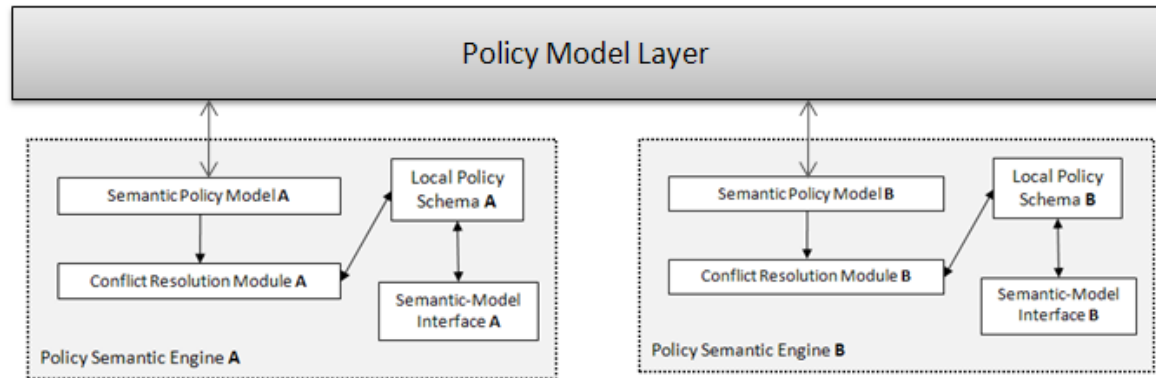 Policy Model Layer
Semantic Policy Model A
Local Policy
Schema A
Conflict Resolution Module A
Semantic-Model
Interface A
Policy Semantic Engine A
Semantic Policy Model B
Local Policy
Schema B
Conflict Resolution Module B
Semantic-Model
Interface B
Policy Semantic Engine B